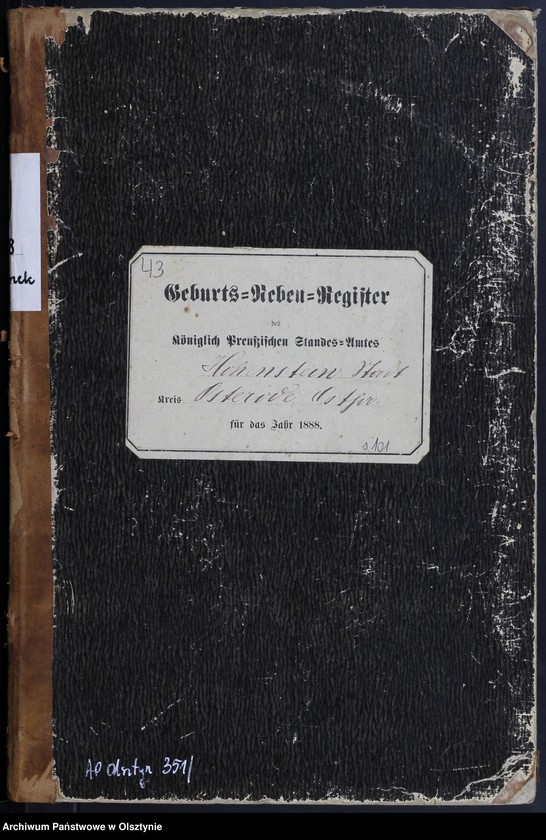 43
Geburts=Neben=Register
des
Königlich Preußischen Standes=Amtes
Hohenstein Stadt
Kreis Osterode Ostpr.
für das Jahr 1888.
s 101
AP Olsztyn 351/
Archiwum Państwowe w Olsztynie